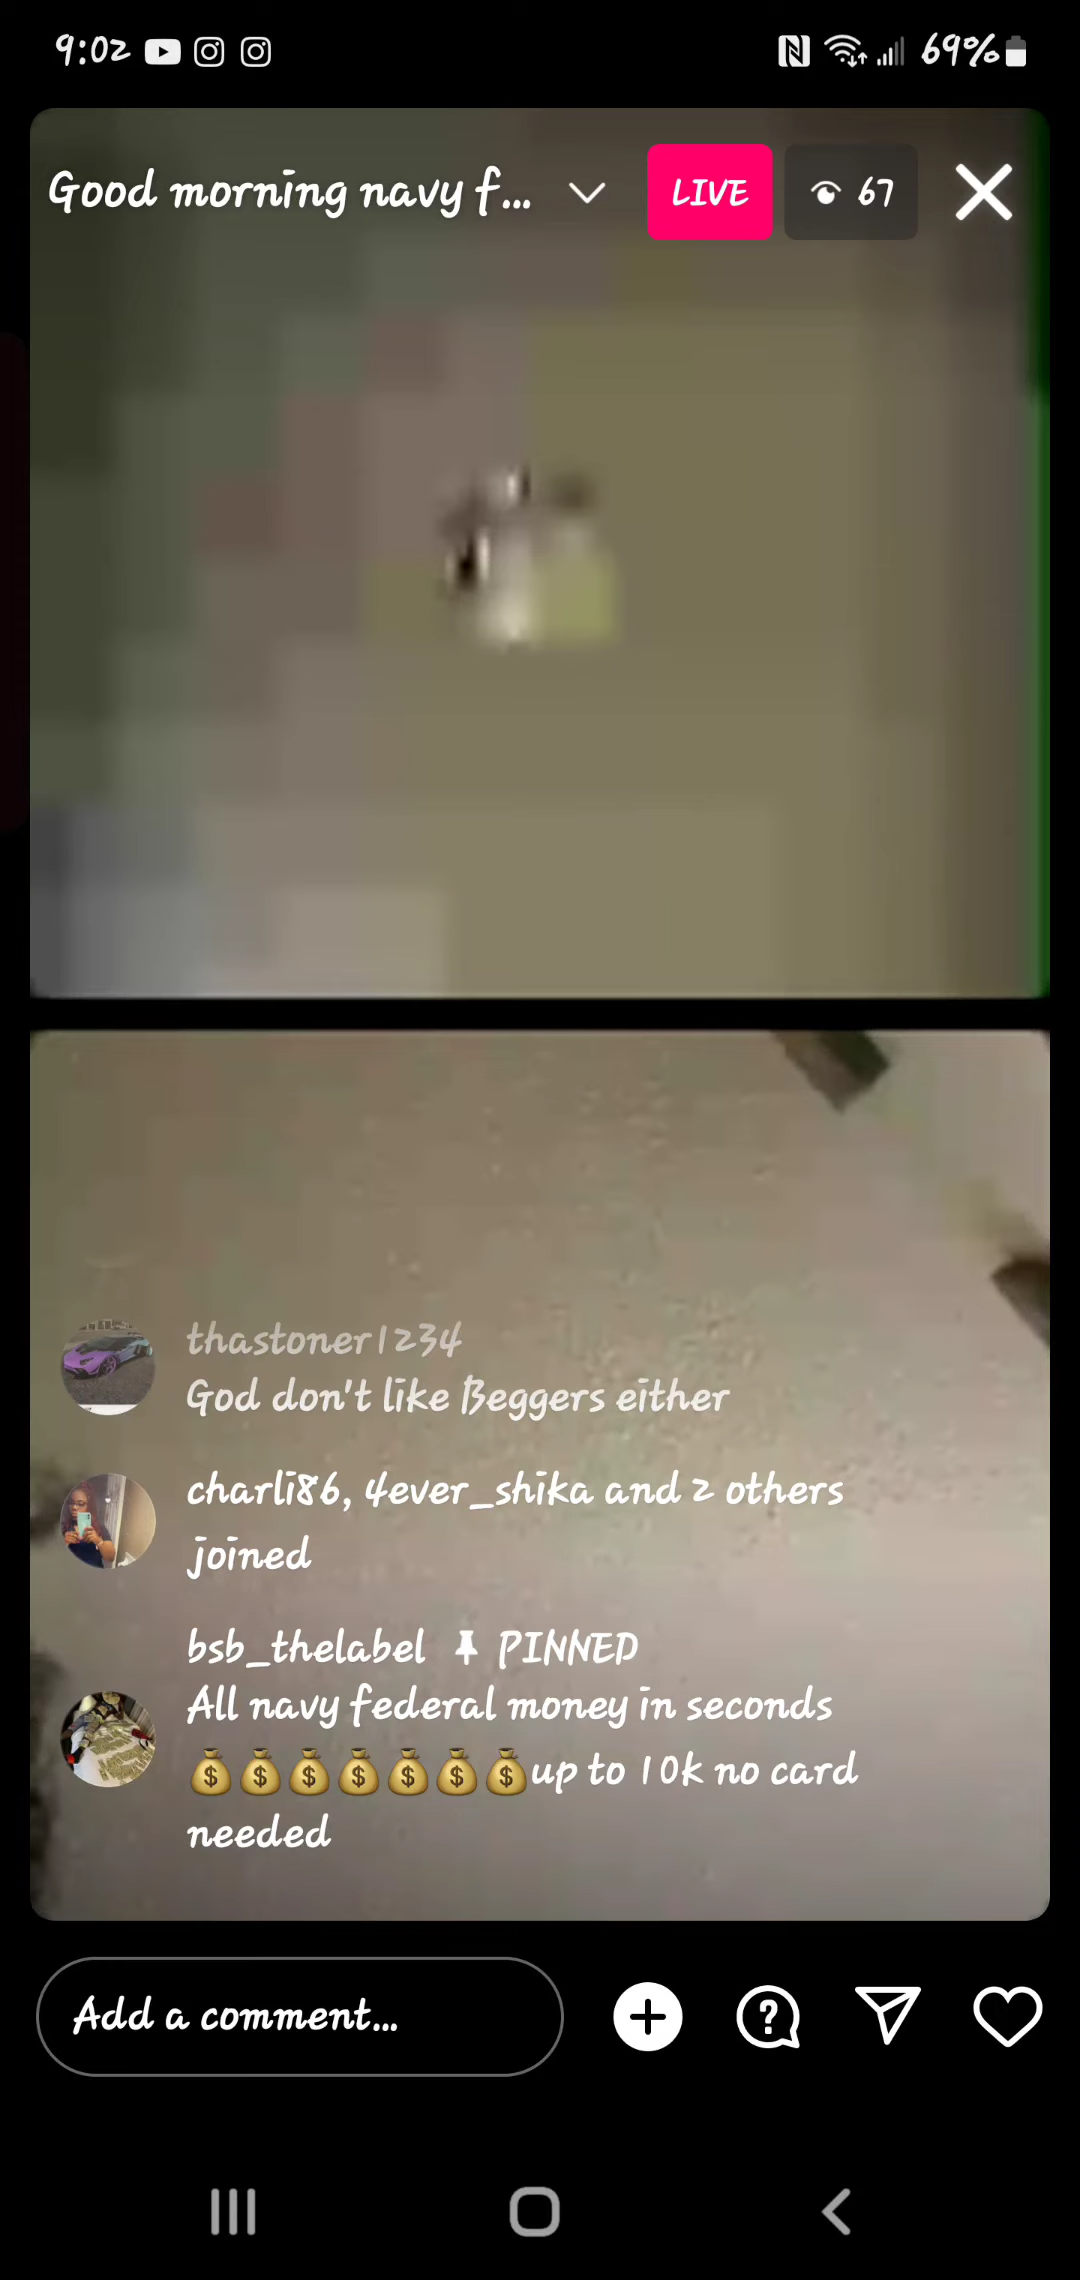 9:02
69%
Good morning navy f...
LIVE
67
thastoner1234
God don't like Beggers either
charli86, 4ever_shika and 2 others
joined
bsb_thelabel PINNED
All navy federal money in seconds
💰💰💰💰💰💰💰up to 10k no card
needed
Add a comment...